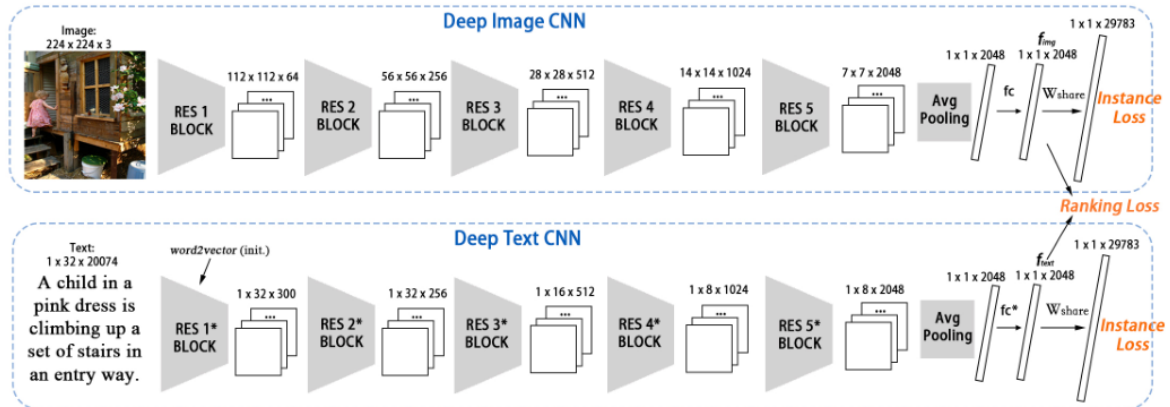 Deep Image CNN
Image:
224 x 224 x 3
RES 1
BLOCK
112 x 112 x 64
...
RES 2
BLOCK
56 x 56 x 256
...
RES 3
BLOCK
28 x 28 x 512
...
RES 4
BLOCK
14 x 14 x 1024
...
RES 5
BLOCK
7 x 7 x 2048
...
Avg
Pooling
1 x 1 x 2048
fc
f img
1 x 1 x 2048
Wshare
1 x 1 x 29783
Instance
Loss
Ranking Loss
Deep Text CNN
Text:
1 x 32 x 20074
A child in a
pink dress is
climbing up a
set of stairs in
an entry way.
word2vector (init.)
RES 1*
BLOCK
1 x 32 x 300
...
RES 2*
BLOCK
1 x 32 x 256
...
RES 3*
BLOCK
1 x 16 x 512
...
RES 4*
BLOCK
1 x 8 x 1024
...
RES 5*
BLOCK
1 x 8 x 2048
...
Avg
Pooling
1 x 1 x 2048
fc*
f text
1 x 1 x 2048
Wshare
1 x 1 x 29783
Instance
Loss